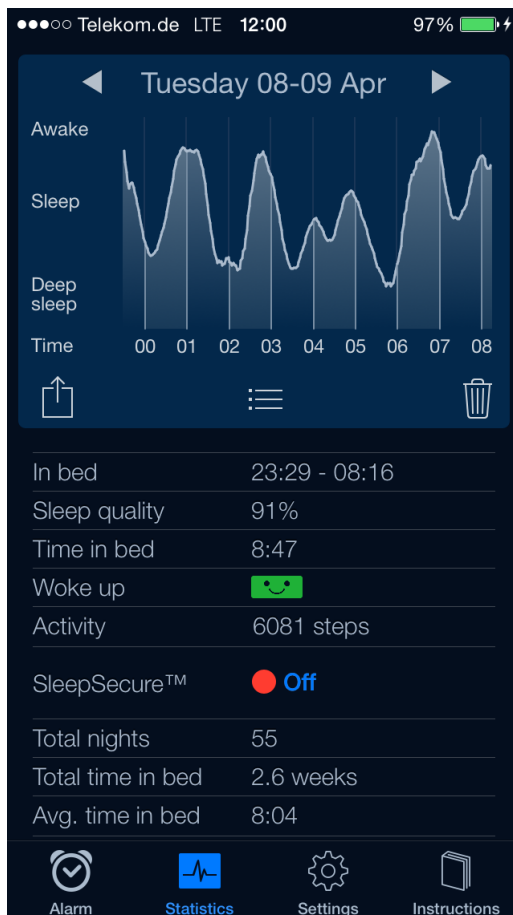 Telekom.de LTE 12:00 97%
Tuesday 08-09 Apr
Awake
Sleep
Deep
sleep
Time 00 01 02 03 04 05 06 07 08
In bed 23:29 - 08:16
Sleep quality 91%
Time in bed 8:47
Woke up
Activity 6081 steps
SleepSecure™ Off
Total nights 55
Total time in bed 2.6 weeks
Avg. time in bed 8:04
Alarm Statistics Settings Instructions